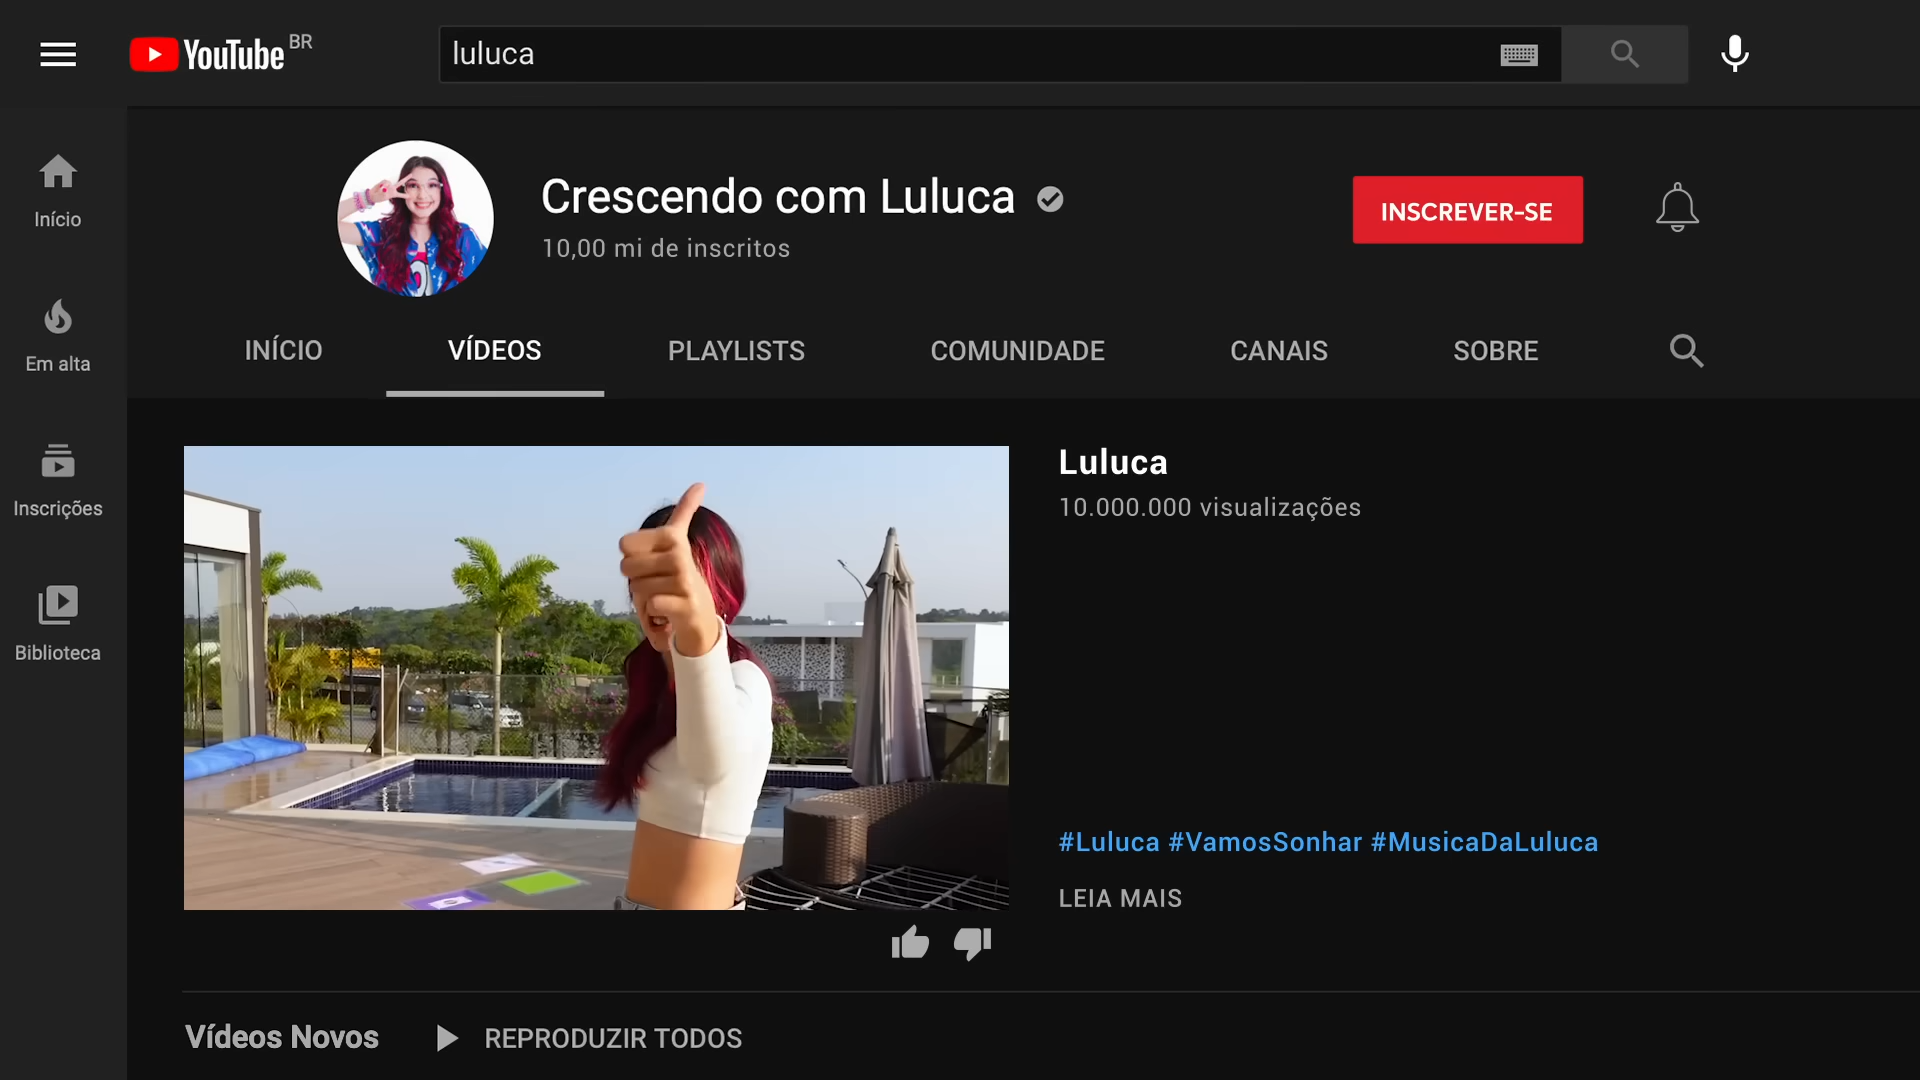 YouTube BR
luluca
Início
Em alta
Inscrições
Biblioteca
Crescendo com Luluca
10,00 mi de inscritos
INSCREVER-SE
INÍCIO VÍDEOS PLAYLISTS COMUNIDADE CANAIS SOBRE
Luluca
10.000.000 visualizações
#Luluca #VamosSonhar #MusicaDaLuluca
LEIA MAIS
Vídeos Novos REPRODUZIR TODOS